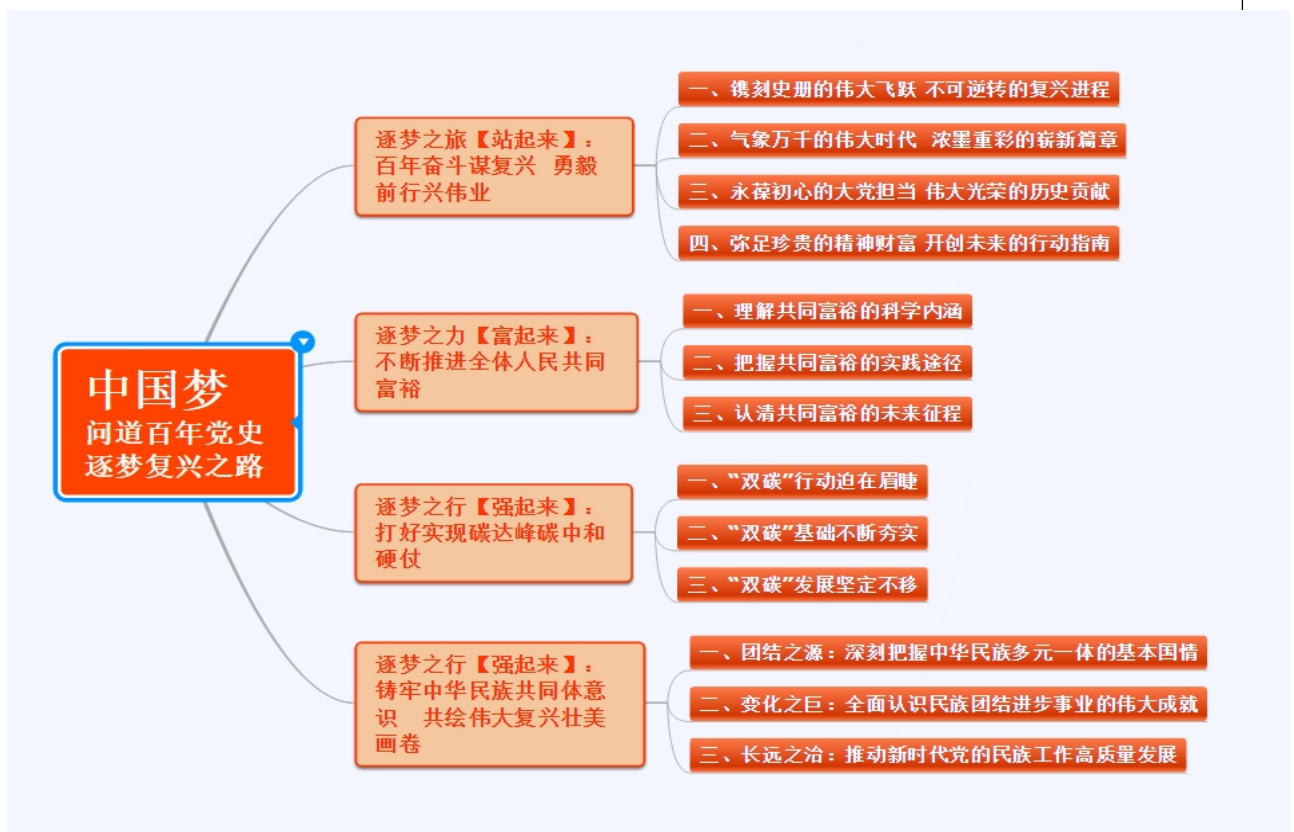 中国梦
问道百年党史
逐梦复兴之路
逐梦之旅【站起来】：
百年奋斗谋复兴 勇毅
前行兴伟业
一、镌刻史册的伟大飞跃 不可逆转的复兴进程
二、气象万千的伟大时代 浓墨重彩的崭新篇章
三、永葆初心的大党担当 伟大光荣的历史贡献
四、弥足珍贵的精神财富 开创未来的行动指南
逐梦之力【富起来】：
不断推进全体人民共同
富裕
一、理解共同富裕的科学内涵
二、把握共同富裕的实践途径
三、认清共同富裕的未来征程
逐梦之行【强起来】：
打好实现碳达峰碳中和
硬仗
一、“双碳”行动迫在眉睫
二、“双碳”基础不断夯实
三、“双碳”发展坚定不移
逐梦之行【强起来】：
铸牢中华民族共同体意
识 共绘伟大复兴壮美
画卷
一、团结之源：深刻把握中华民族多元一体的基本国情
二、变化之巨：全面认识民族团结进步事业的伟大成就
三、长远之治：推动新时代党的民族工作高质量发展